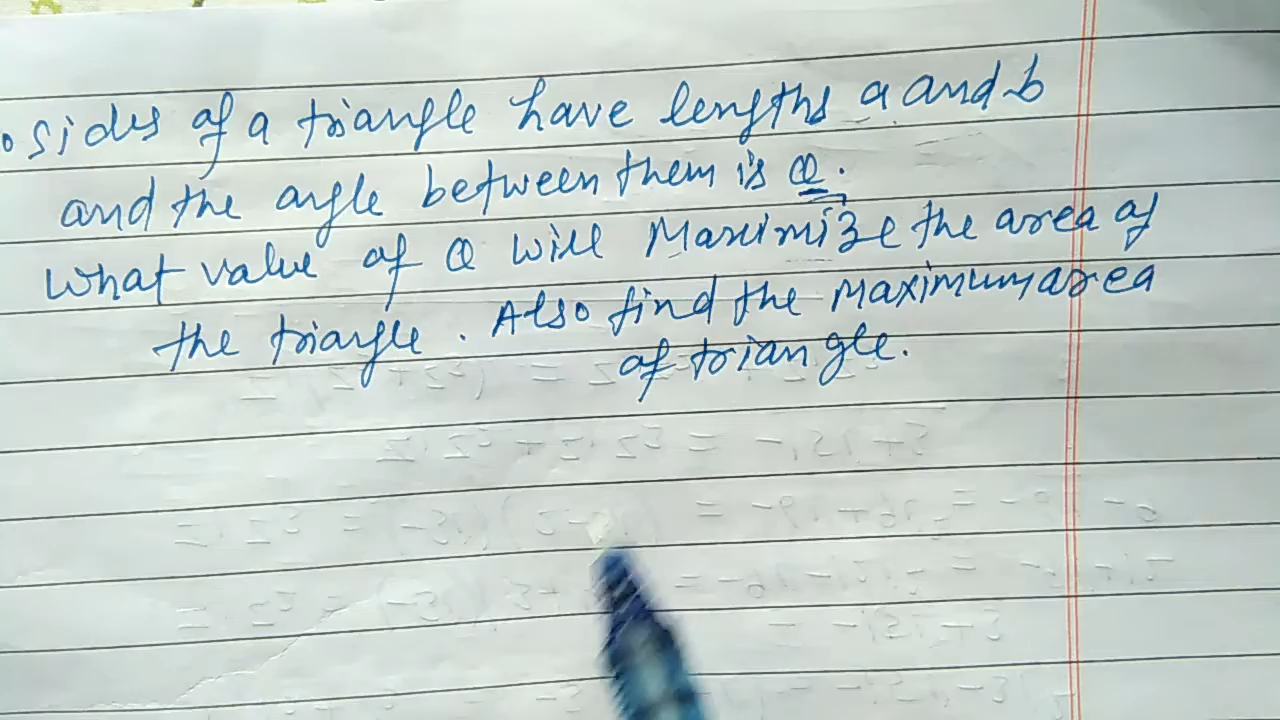 o sides of a triangle have lengths a and b
and the angle between them is Q.
What value of Q will Maximize the area of
the triangle. Also find the Maximum area
of triangle.